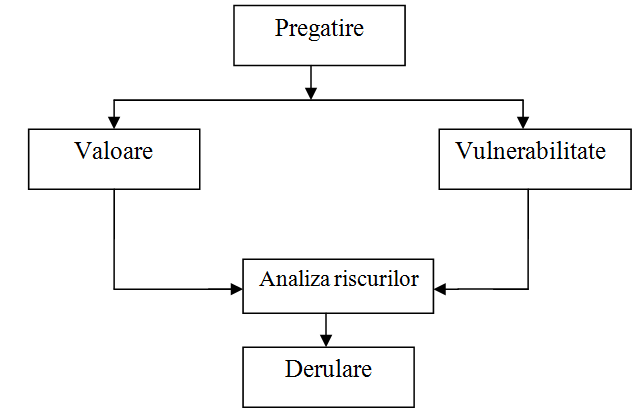 Pregatire
Valoare
Vulnerabilitate
Analiza riscurilor
Derulare